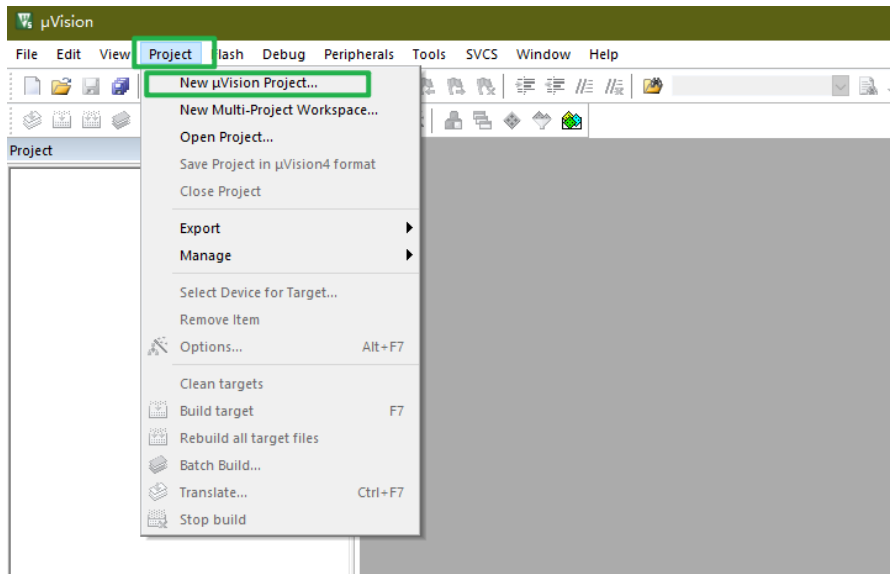 µVision
File Edit View Project Flash Debug Peripherals Tools SVCS Window Help
Project
New µVision Project...
New Multi-Project Workspace...
Open Project...
Save Project in µVision4 format
Close Project
Export
Manage
Select Device for Target...
Remove Item
Options... Alt+F7
Clean targets
Build target F7
Rebuild all target files
Batch Build...
Translate... Ctrl+F7
Stop build